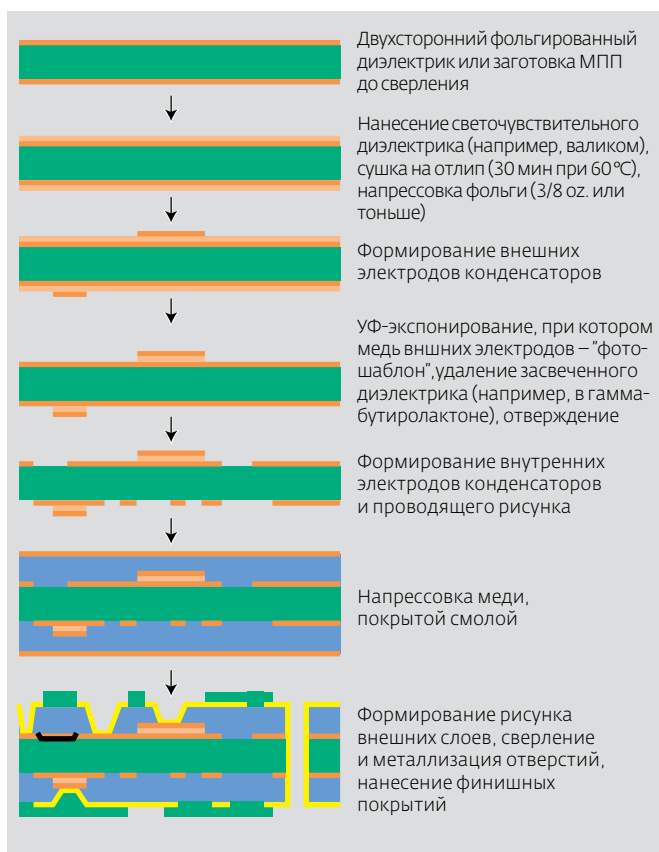 Двухсторонний фольгированный
диэлектрик или заготовка МПП
до сверления
Нанесение светочувствительного
диэлектрика (например, валиком),
сушка на отлип (30 мин при 60 °С),
напрессовка фольги (3/8 oz. или
тоньше)
Формирование внешних
электродов конденсаторов
УФ-экспонирование, при котором
медь вншних электродов – "фото-
шаблон",удаление засвеченного
диэлектрика (например, в гамма-
бутиролактоне), отверждение
Формирование внутренних
электродов конденсаторов
и проводящего рисунка
Напрессовка меди,
покрытой смолой
Формирование рисунка
внешних слоев, сверление
и металлизация отверстий,
нанесение финишных
покрытий